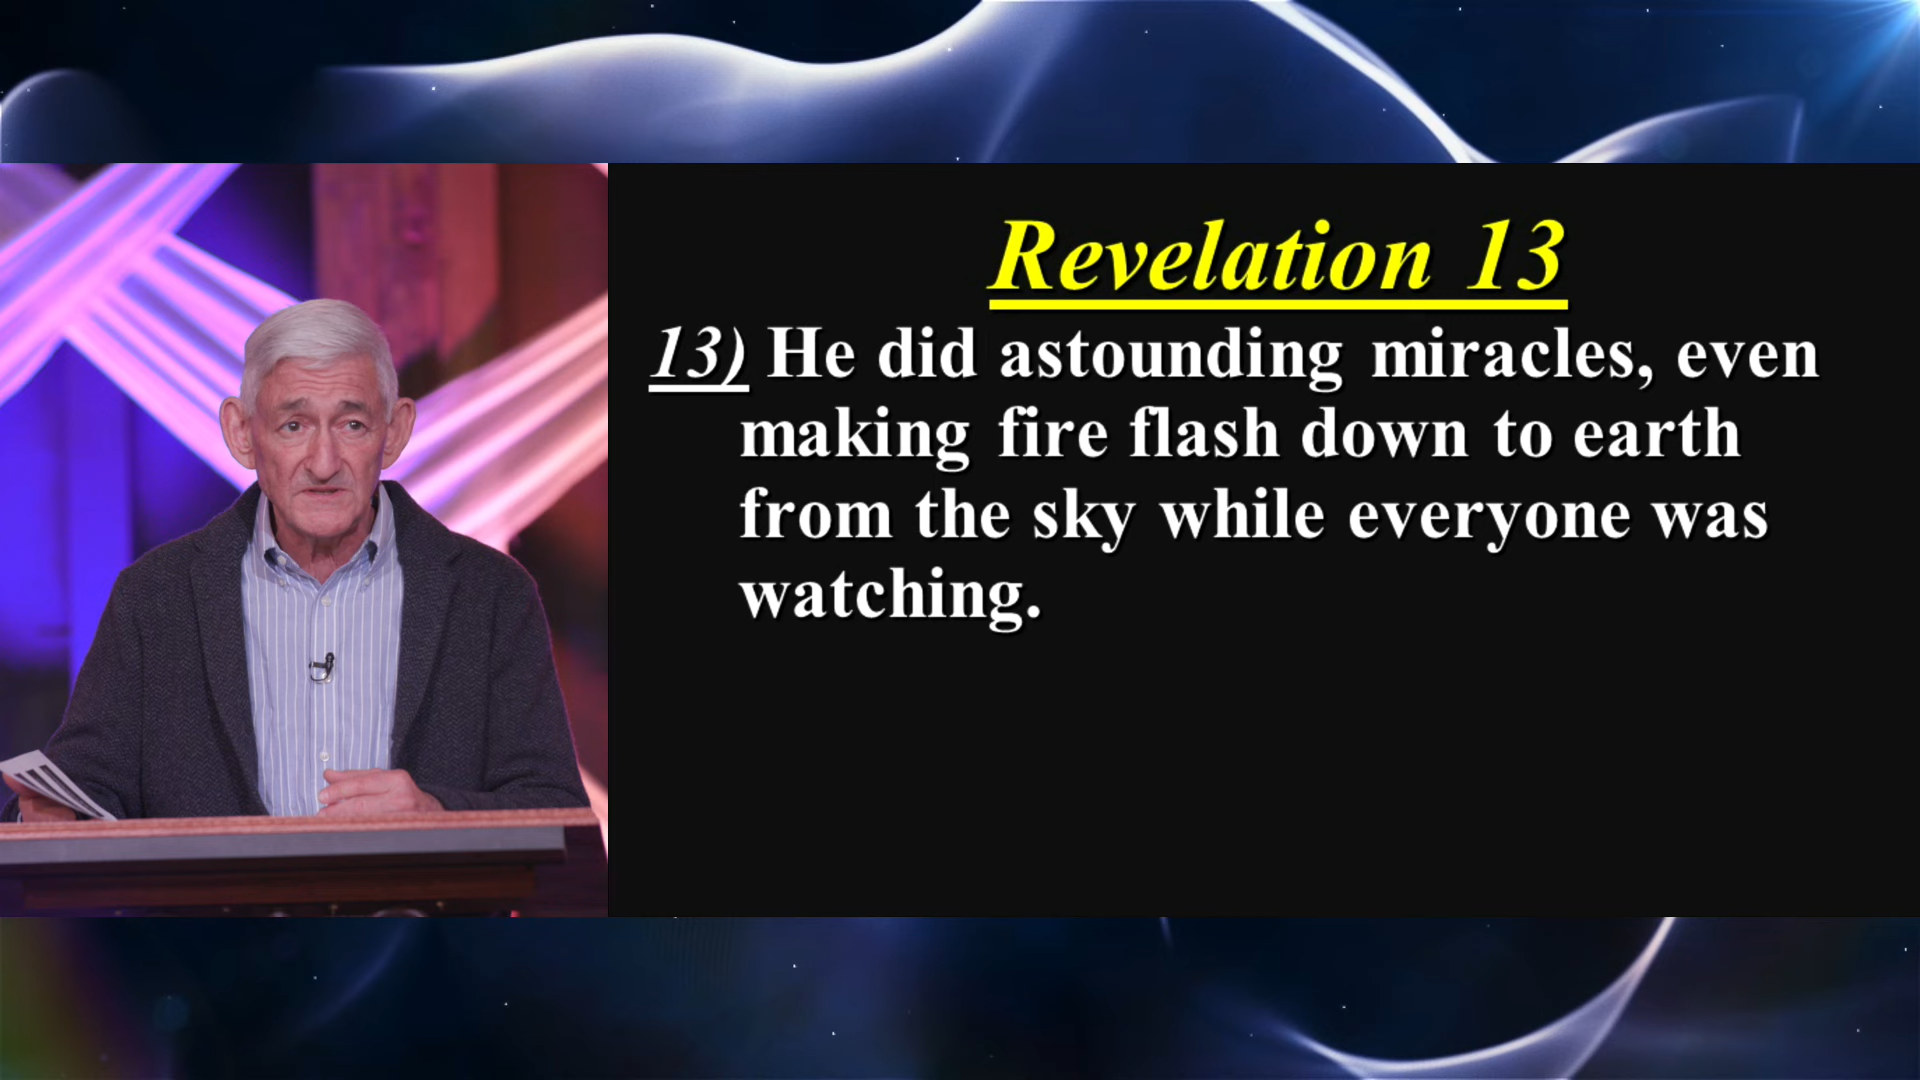 Revelation 13
13) He did astounding miracles, even
making fire flash down to earth
from the sky while everyone was
watching.